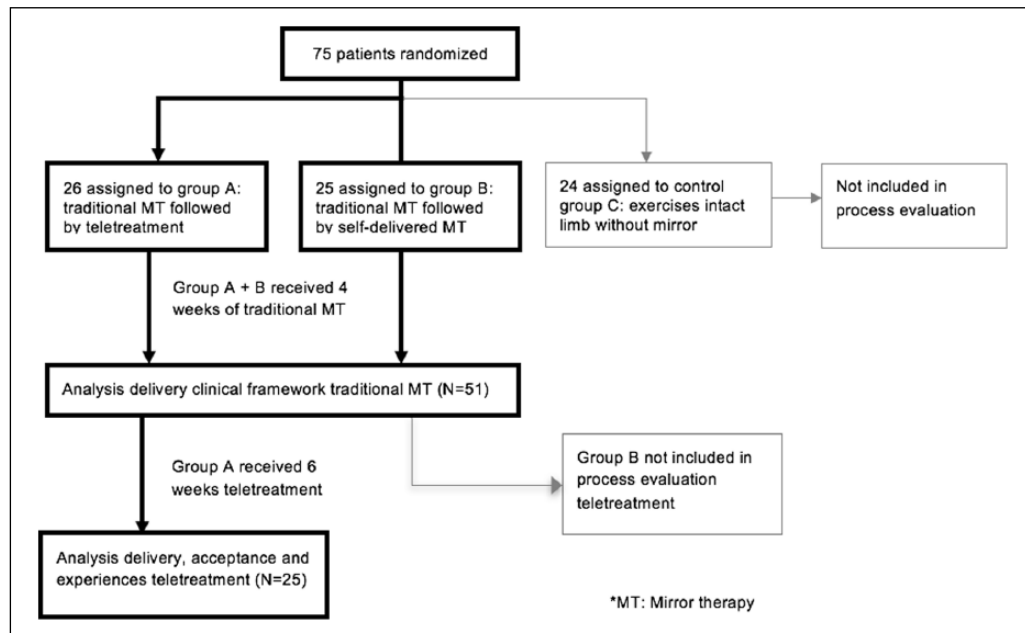 75 patients randomized
26 assigned to group A:
traditional MT followed
by teletreatment
25 assigned to group B:
traditional MT followed
by self-delivered MT
24 assigned to control
group C: exercises intact
limb without mirror
Not included in
process evaluation
Group A + B received 4
weeks of traditional MT
Analysis delivery clinical framework traditional MT (N=51)
Group A received 6
weeks teletreatment
Group B not included in
process evaluation
teletreatment
Analysis delivery, acceptance and
experiences teletreatment (N=25)
*MT: Mirror therapy